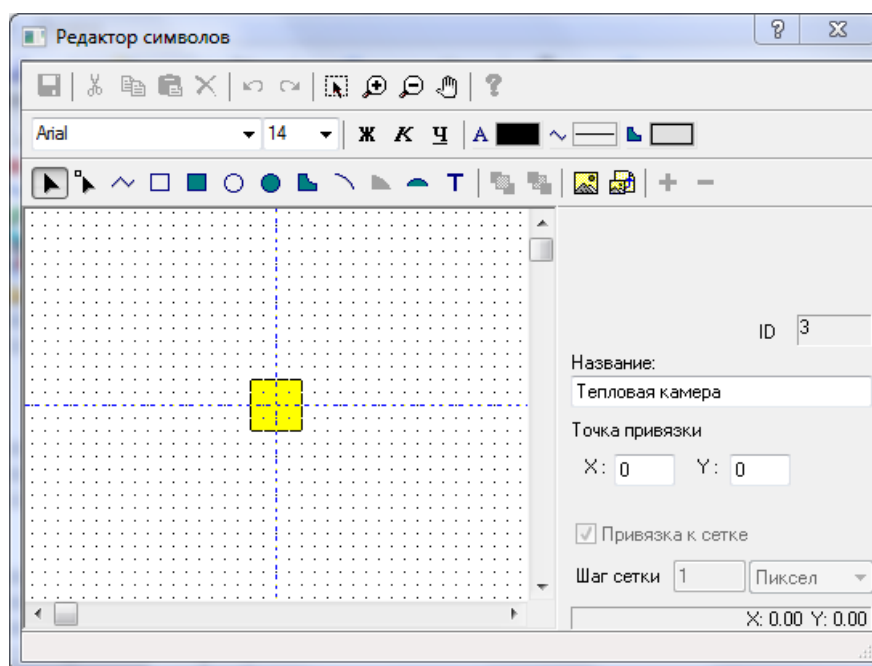 Редактор символов
Arial 14 Ж К Ч А
T
ID 3
Название:
Тепловая камера
Точка привязки
X: 0 Y: 0
Привязка к сетке
Шаг сетки 1 Пиксел
X: 0.00 Y: 0.00